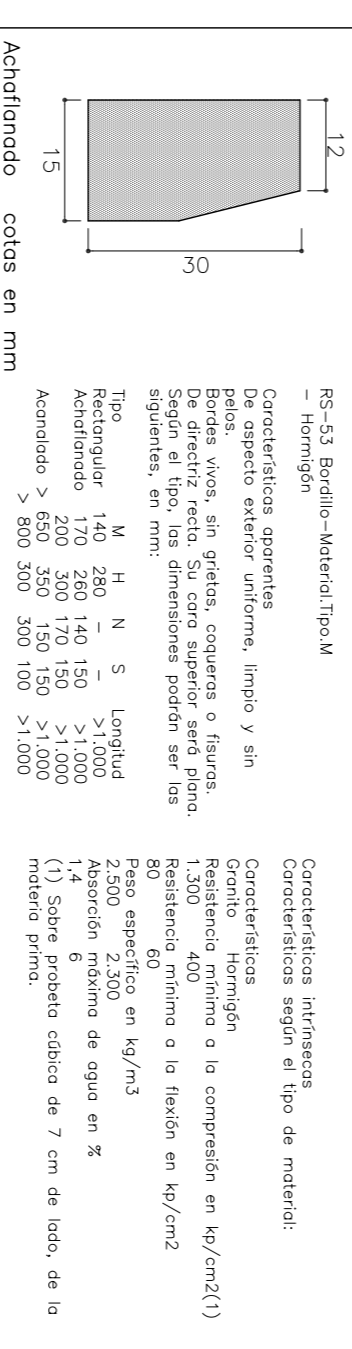 12
30
15
Achaflanado cotas en mm
RS-53 Bordillo-Material.Tipo.M
- Hormigón
Características aparentes
De aspecto exterior uniforme, limpio y sin
pelos.
Bordes vivos, sin grietas, coqueras o fisuras.
De directriz recta. Su cara superior será plana.
Según el tipo, las dimensiones podrán ser las
siguientes, en mm:
Tipo M H N S Longitud
Rectangular 140 280 - - >1.000
Achaflanado 170 260 140 150 >1.000
200 300 170 150 >1.000
Acanalado > 650 350 150 150 >1.000
> 800 300 300 100 >1.000
Características intrínsecas
Características según el tipo de material:
Características
Granito Hormigón
Resistencia mínima a la compresión en kp/cm2(1)
1.300 400
Resistencia mínima a la flexión en kp/cm2
80 60
Peso específico en kg/m3
2.500 2.300
Absorción máxima de agua en %
1,4 6
(1) Sobre probeta cúbica de 7 cm de lado, de la
materia prima.